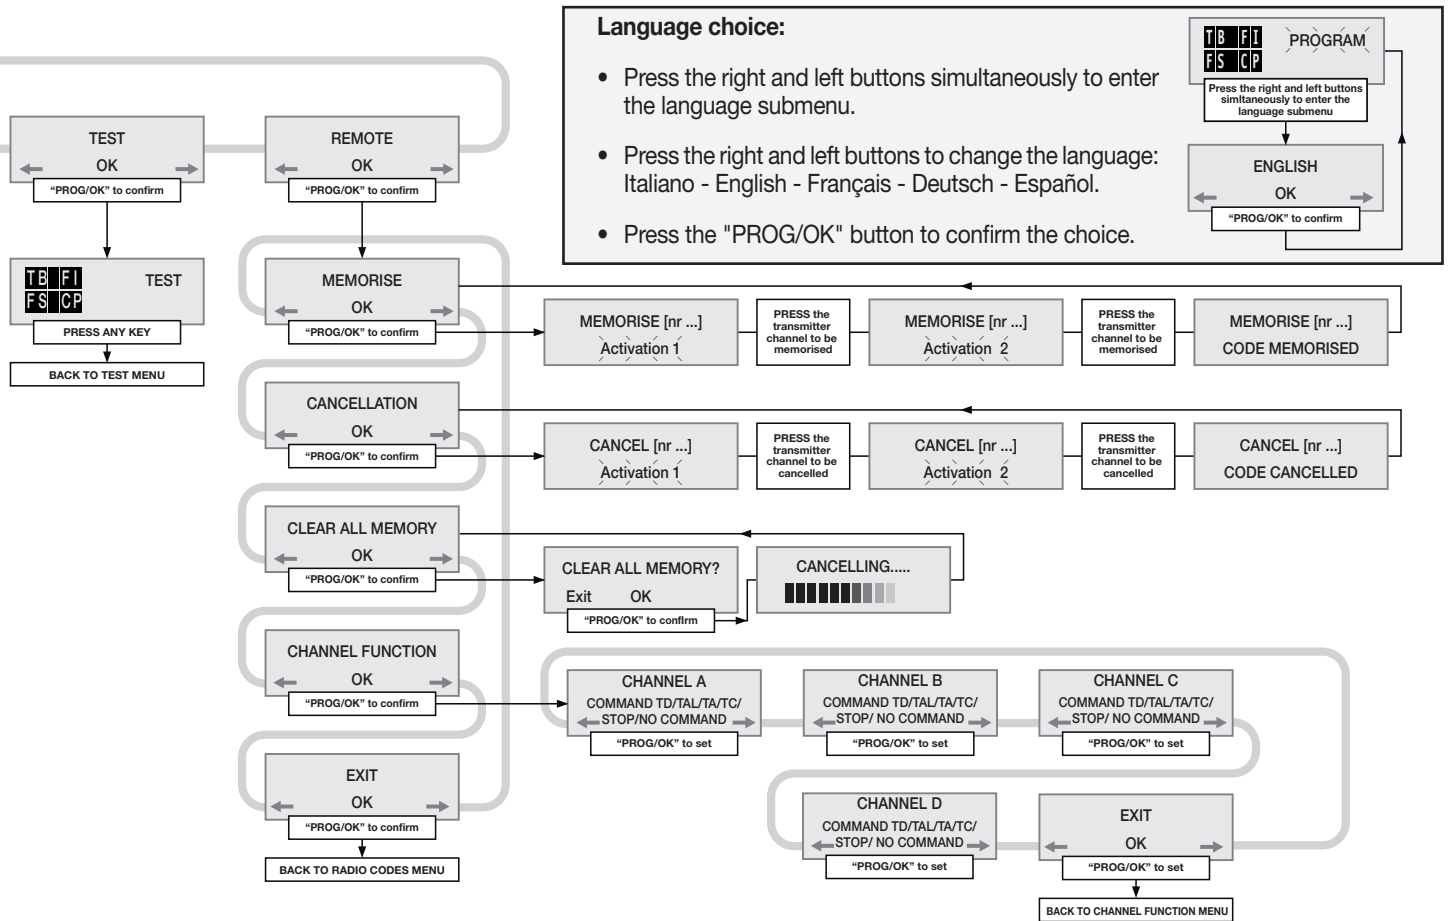 Language choice:
• Press the right and left buttons simultaneously to enter
the language submenu.
• Press the right and left buttons to change the language:
Italiano - English - Français - Deutsch - Español.
• Press the "PROG/OK" button to confirm the choice.
TB FI
FS CP
PROGRAM
Press the right and left buttons
simltaneously to enter the
language submenu
ENGLISH
OK
“PROG/OK” to confirm
TEST
OK
“PROG/OK” to confirm
TB FI
FS CP
TEST
PRESS ANY KEY
BACK TO TEST MENU
REMOTE
OK
“PROG/OK” to confirm
MEMORISE
OK
“PROG/OK” to confirm
MEMORISE [nr ...]
Activation 1
PRESS the
transmitter
channel to be
memorised
MEMORISE [nr ...]
Activation 2
PRESS the
transmitter
channel to be
memorised
MEMORISE [nr ...]
CODE MEMORISED
CANCELLATION
OK
“PROG/OK” to confirm
CANCEL [nr ...]
Activation 1
PRESS the
transmitter
channel to be
cancelled
CANCEL [nr ...]
Activation 2
PRESS the
transmitter
channel to be
cancelled
CANCEL [nr ...]
CODE CANCELLED
CLEAR ALL MEMORY
OK
“PROG/OK” to confirm
CLEAR ALL MEMORY?
Exit OK
“PROG/OK” to confIrm
CANCELLING.....
CHANNEL FUNCTION
OK
“PROG/OK” to confirm
CHANNEL A
COMMAND TD/TAL/TA/TC/
STOP/NO COMMAND
“PROG/OK” to set
CHANNEL B
COMMAND TD/TAL/TA/TC/
STOP/ NO COMMAND
“PROG/OK” to set
CHANNEL C
COMMAND TD/TAL/TA/TC/
STOP/ NO COMMAND
“PROG/OK” to set
CHANNEL D
COMMAND TD/TAL/TA/TC/
STOP/ NO COMMAND
“PROG/OK” to set
EXIT
OK
“PROG/OK” to set
BACK TO CHANNEL FUNCTION MENU
EXIT
OK
“PROG/OK” to confirm
BACK TO RADIO CODES MENU